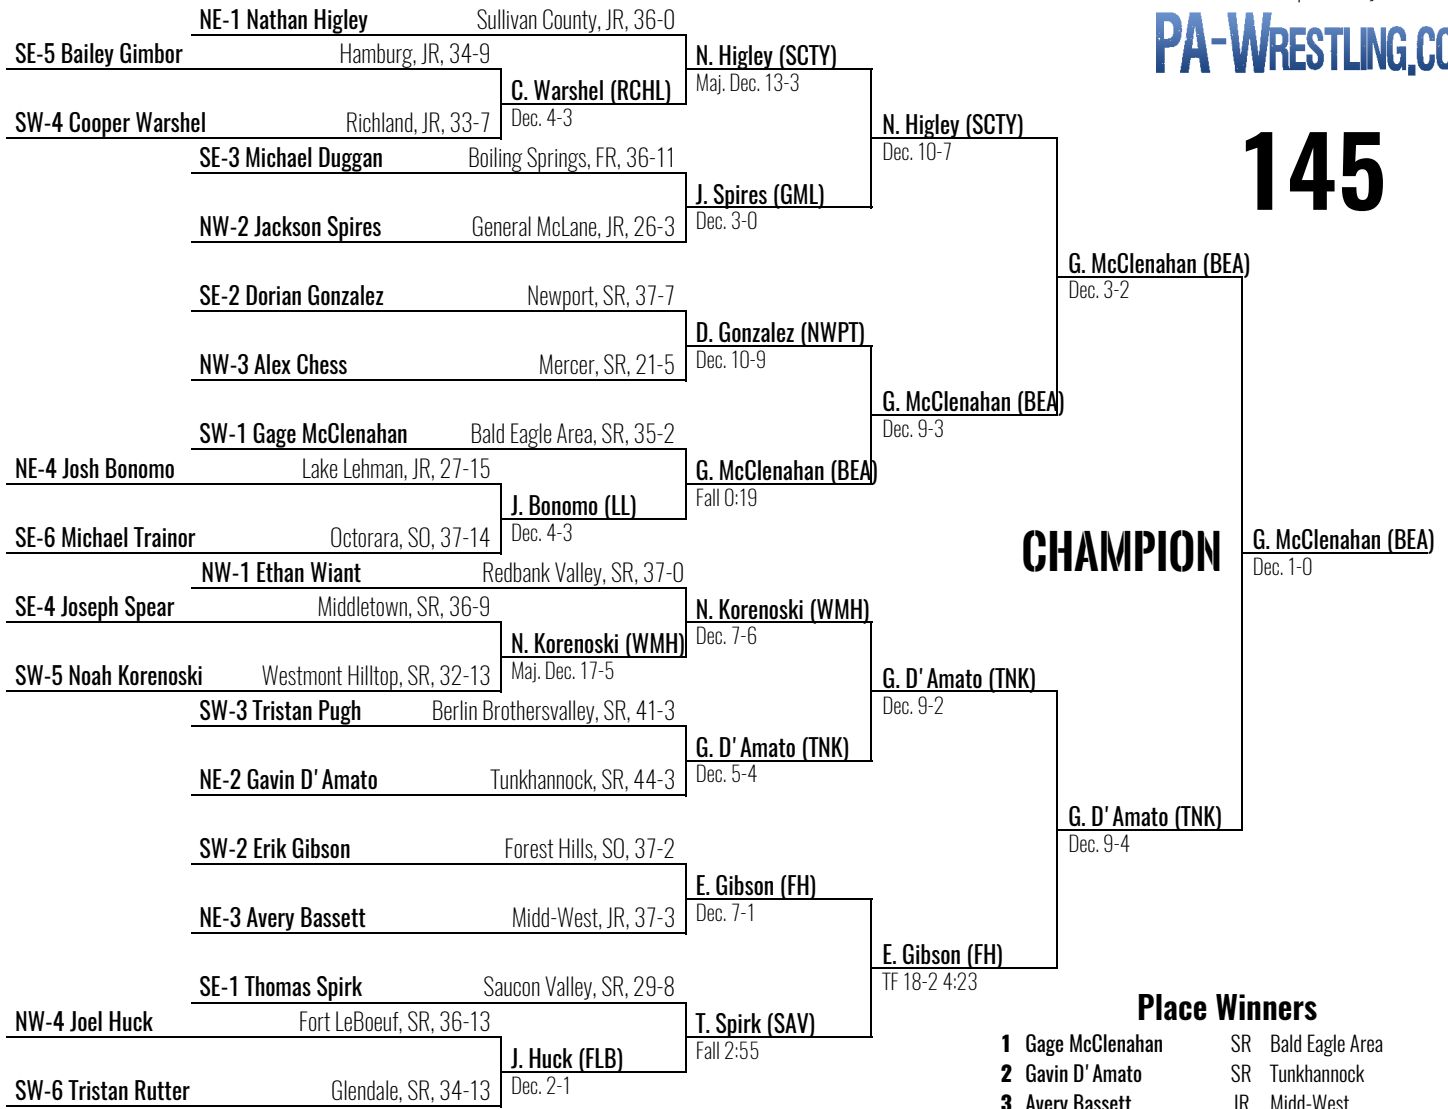 PA-WRESTLING.CO
145
NE-1 Nathan Higley Sullivan County, JR, 36-0
SE-5 Bailey Gimbor Hamburg, JR, 34-9
N. Higley (SCTY)
Maj. Dec. 13-3
C. Warshel (RCHL)
Dec. 4-3
SW-4 Cooper Warshel Richland, JR, 33-7
N. Higley (SCTY)
Dec. 10-7
SE-3 Michael Duggan Boiling Springs, FR, 36-11
J. Spires (GML)
Dec. 3-0
NW-2 Jackson Spires General McLane, JR, 26-3
G. McClenahan (BEA)
Dec. 3-2
SE-2 Dorian Gonzalez Newport, SR, 37-7
D. Gonzalez (NWPT)
Dec. 10-9
NW-3 Alex Chess Mercer, SR, 21-5
G. McClenahan (BEA)
Dec. 9-3
SW-1 Gage McClenahan Bald Eagle Area, SR, 35-2
NE-4 Josh Bonomo Lake Lehman, JR, 27-15
G. McClenahan (BEA)
Fall 0:19
J. Bonomo (LL)
Dec. 4-3
SE-6 Michael Trainor Octorara, SO, 37-14
CHAMPION
G. McClenahan (BEA)
Dec. 1-0
NW-1 Ethan Wiant Redbank Valley, SR, 37-0
SE-4 Joseph Spear Middletown, SR, 36-9
N. Korenoski (WMH)
Dec. 7-6
N. Korenoski (WMH)
Maj. Dec. 17-5
SW-5 Noah Korenoski Westmont Hilltop, SR, 32-13
G. D'Amato (TNK)
Dec. 9-2
SW-3 Tristan Pugh Berlin Brothersvalley, SR, 41-3
G. D'Amato (TNK)
Dec. 5-4
NE-2 Gavin D'Amato Tunkhannock, SR, 44-3
G. D'Amato (TNK)
Dec. 9-4
SW-2 Erik Gibson Forest Hills, SO, 37-2
E. Gibson (FH)
Dec. 7-1
NE-3 Avery Bassett Midd-West, JR, 37-3
E. Gibson (FH)
TF 18-2 4:23
SE-1 Thomas Spirk Saucon Valley, SR, 29-8
NW-4 Joel Huck Fort LeBoeuf, SR, 36-13
T. Spirk (SAV)
Fall 2:55
J. Huck (FLB)
Dec. 2-1
SW-6 Tristan Rutter Glendale, SR, 34-13
Place Winners
1 Gage McClenahan SR Bald Eagle Area
2 Gavin D'Amato SR Tunkhannock
3 Avery Bassett JR Midd-West